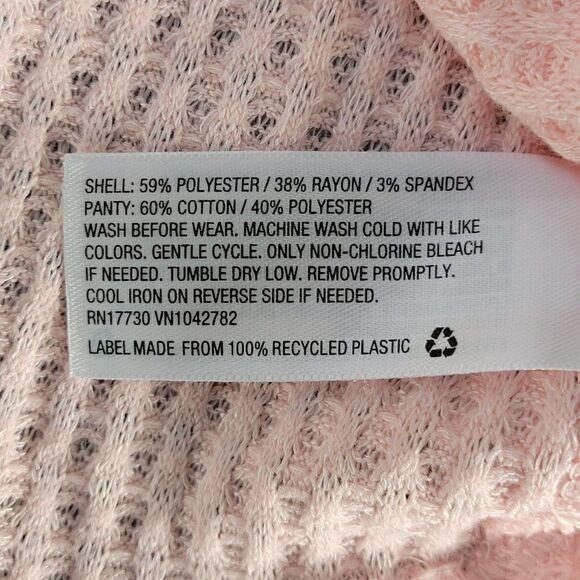 SHELL: 59% POLYESTER / 38% RAYON / 3% SPANDEX
PANTY: 60% COTTON / 40% POLYESTER
WASH BEFORE WEAR. MACHINE WASH COLD WITH LIKE
COLORS. GENTLE CYCLE. ONLY NON-CHLORINE BLEACH
IF NEEDED. TUMBLE DRY LOW. REMOVE PROMPTLY.
COOL IRON ON REVERSE SIDE IF NEEDED.
RN17730 VN1042782
LABEL MADE FROM 100% RECYCLED PLASTIC